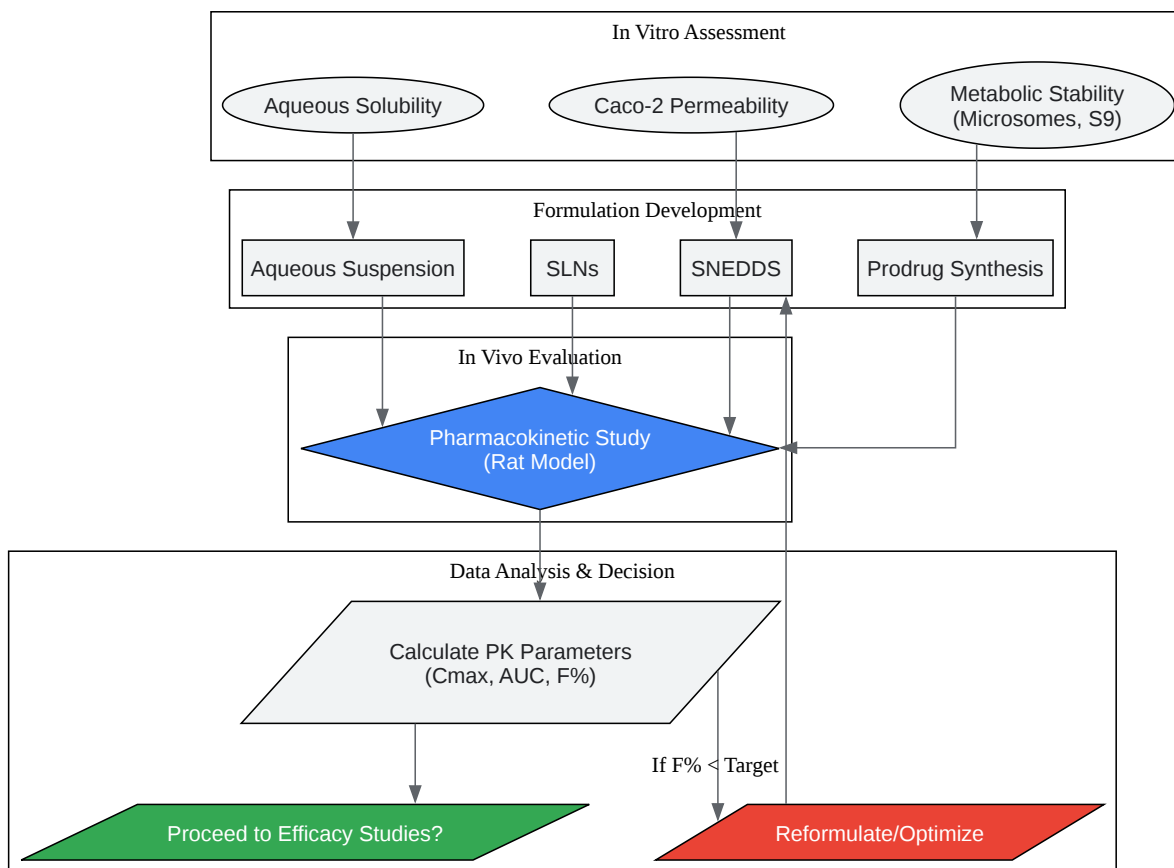 In Vitro Assessment
Aqueous Solubility
Caco-2 Permeability
Metabolic Stability
(Microsomes, S9)
Formulation Development
Aqueous Suspension
SLNs
SNEDDS
Prodrug Synthesis
In Vivo Evaluation
Pharmacokinetic Study
(Rat Model)
Data Analysis & Decision
Calculate PK Parameters
(Cmax, AUC, F%)
If F% < Target
Proceed to Efficacy Studies?
Reformulate/Optimize